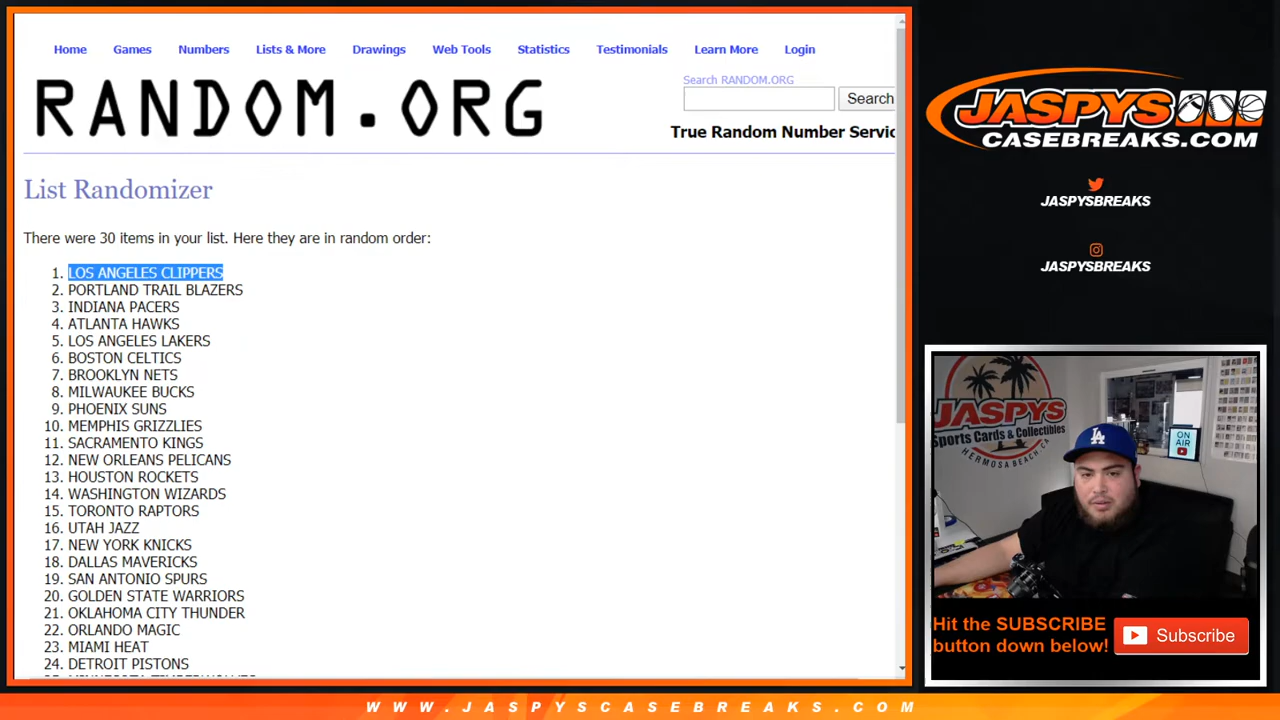 Home Games Numbers Lists & More Drawings Web Tools Statistics Testimonials Learn More Login
RANDOM.ORG
Search RANDOM.ORG
Search
True Random Number Servic
List Randomizer
There were 30 items in your list. Here they are in random order:
1. LOS ANGELES CLIPPERS
2. PORTLAND TRAIL BLAZERS
3. INDIANA PACERS
4. ATLANTA HAWKS
5. LOS ANGELES LAKERS
6. BOSTON CELTICS
7. BROOKLYN NETS
8. MILWAUKEE BUCKS
9. PHOENIX SUNS
10. MEMPHIS GRIZZLIES
11. SACRAMENTO KINGS
12. NEW ORLEANS PELICANS
13. HOUSTON ROCKETS
14. WASHINGTON WIZARDS
15. TORONTO RAPTORS
16. UTAH JAZZ
17. NEW YORK KNICKS
18. DALLAS MAVERICKS
19. SAN ANTONIO SPURS
20. GOLDEN STATE WARRIORS
21. OKLAHOMA CITY THUNDER
22. ORLANDO MAGIC
23. MIAMI HEAT
24. DETROIT PISTONS
JASPYS
CASEBREAKS.COM
JASPYSBREAKS
JASPYSBREAKS
JASPYS
Sports Cards & Collectibles
HERMOSA BEACH, CA
LA
ON
AIR
Hit the SUBSCRIBE
button down below!
Subscribe
WWW.JASPYSCASEBREAKS.COM